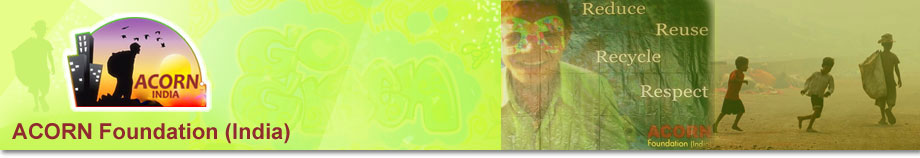 ACORN
INDIA
ACORN Foundation (India)
Reduce
Reuse
Recycle
Respect
ACORN
Foundation (India)